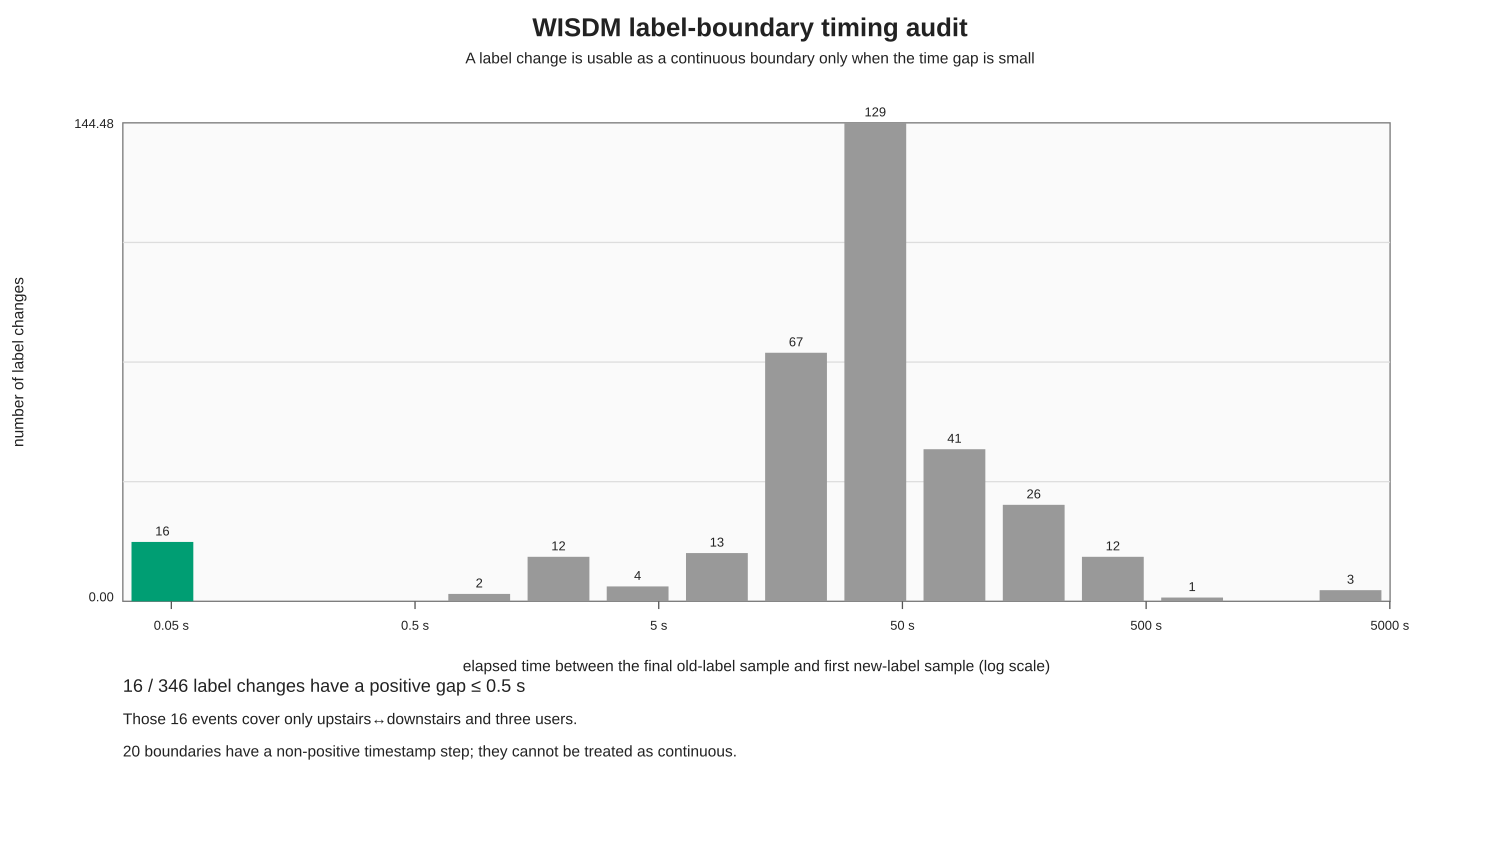 WISDM label-boundary timing audit
A label change is usable as a continuous boundary only when the time gap is small
144.48
0.00
number of label changes
16
2
12
4
13
67
129
41
26
12
1
3
0.05 s
0.5 s
5 s
50 s
500 s
5000 s
elapsed time between the final old-label sample and first new-label sample (log scale)
16 / 346 label changes have a positive gap ≤ 0.5 s
Those 16 events cover only upstairs↔downstairs and three users.
20 boundaries have a non-positive timestamp step; they cannot be treated as continuous.